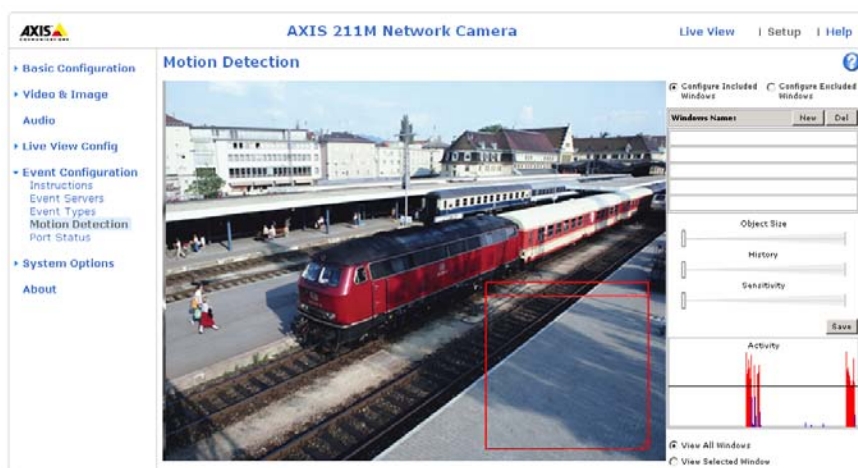 AXIS
COMMUNICATIONS
AXIS 211M Network Camera
Live View | Setup | Help
Basic Configuration
Video & Image
Audio
Live View Config
Event Configuration
Instructions
Event Servers
Event Types
Motion Detection
Port Status
System Options
About
Motion Detection
?
Configure Included Windows
Configure Excluded Windows
Windows Name:
New
Del
Object Size
History
Sensitivity
Save
Activity
View All Windows
View Selected Window